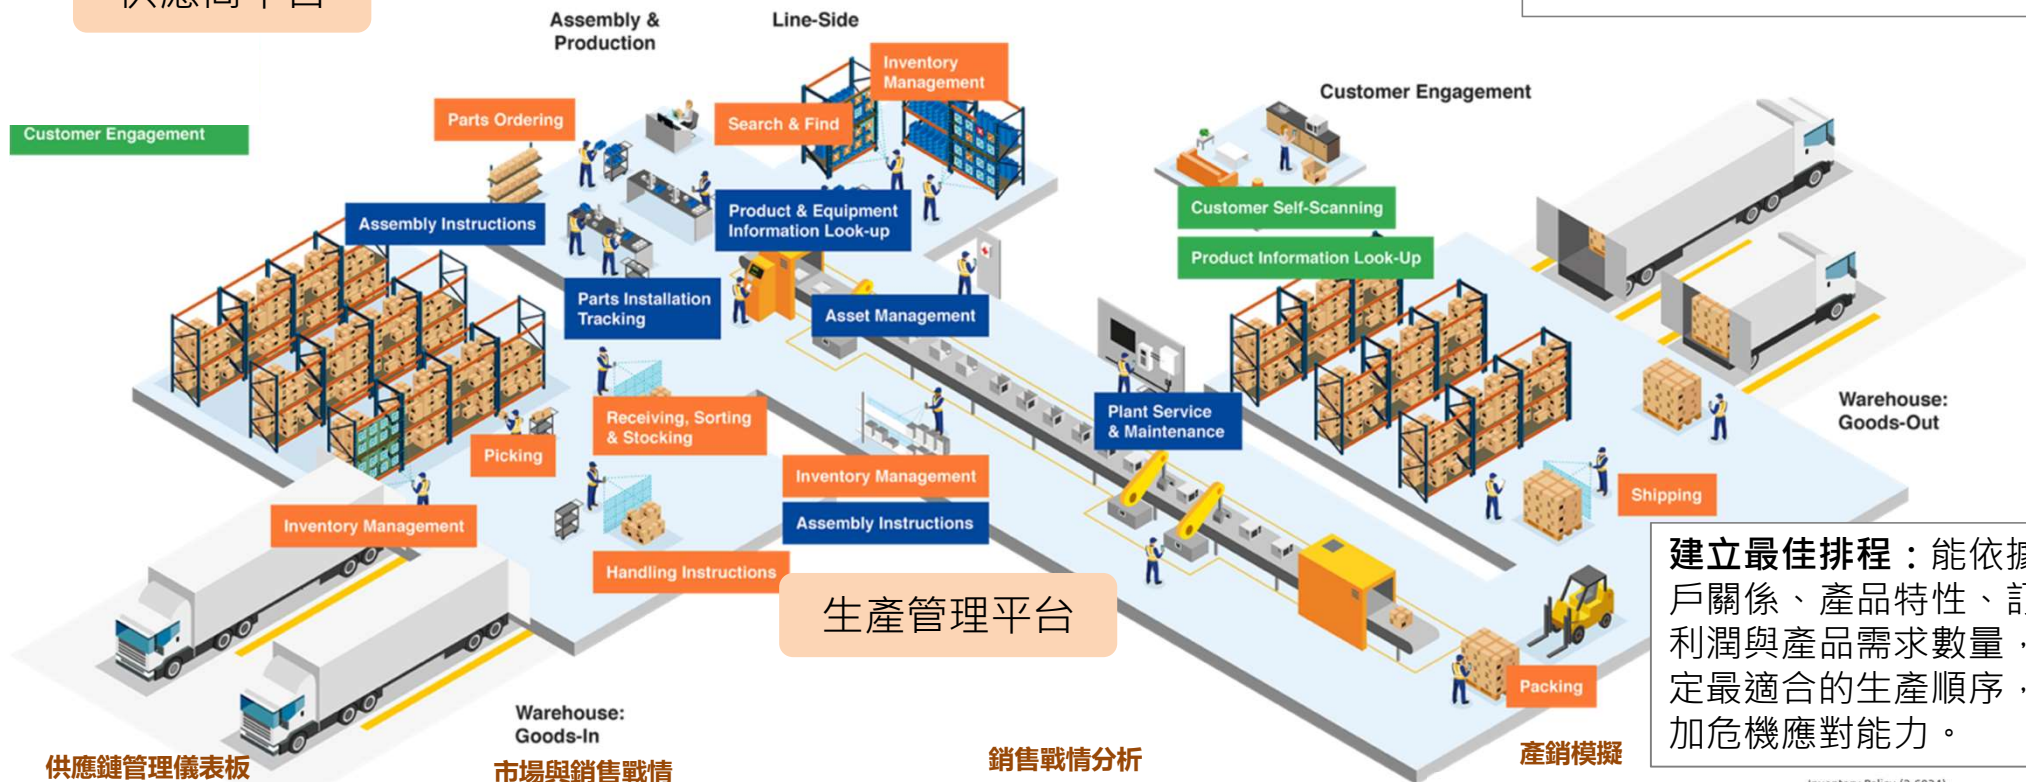 供應商平台
Assembly &
Production
Line-Side
Inventory
Management
Customer Engagement
Parts Ordering
Search & Find
Customer Engagement
Assembly Instructions
Product & Equipment
Information Look-up
Customer Self-Scanning
Product Information Look-Up
Parts Installation
Tracking
Asset Management
Warehouse:
Goods-Out
Receiving, Sorting
& Stocking
Plant Service
& Maintenance
Picking
Inventory Management
Shipping
Inventory Management
Assembly Instructions
Handling Instructions
生產管理平台
建立最佳排程：能依據
戶關係、產品特性、訂
利潤與產品需求數量，
定最適合的生產順序，
加危機應對能力。
Packing
Warehouse:
Goods-In
供應鏈管理儀表板
市場與銷售戰情
銷售戰情分析
產銷模擬